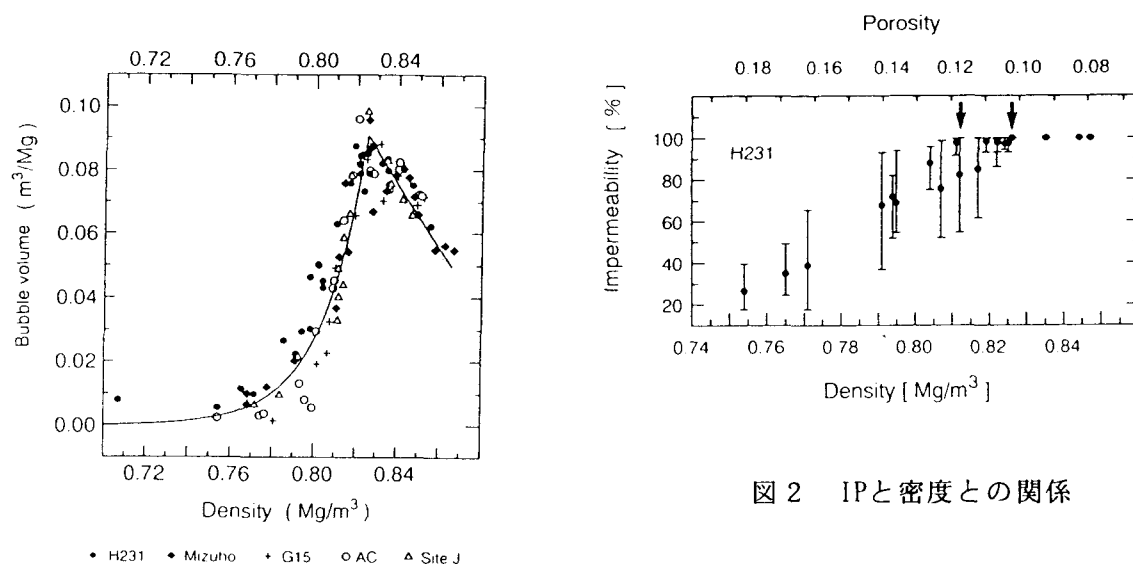 0.72 0.76 0.80 0.84
0.10
0.08
0.06
0.04
0.02
0.00
Bubble volume ( m³/Mg)
0.72 0.76 0.80 0.84
Density ( Mg/m³)
H231 Mizuho G15 AC Site J
Porosity
0.18 0.16 0.14 0.12 0.10 0.08
Impermeability [ % ]
100
80
60
40
20
H231
0.74 0.76 0.78 0.80 0.82 0.84
Density [ Mg/m³]
図 2 IPと密度との関係